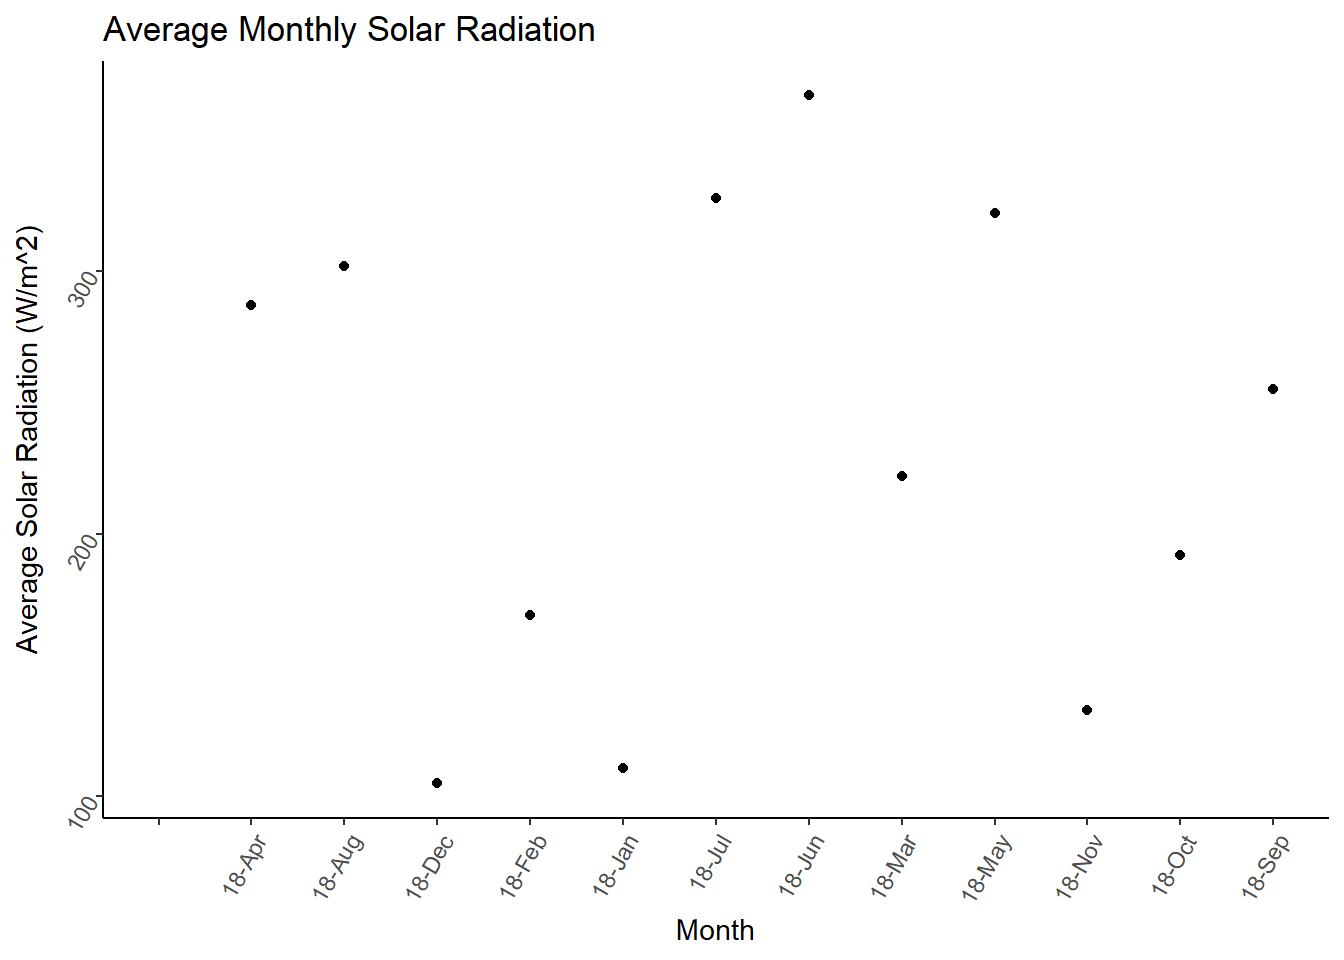 Average Monthly Solar Radiation
Average Solar Radiation (W/m^2)
300
200
100
18-Apr
18-Aug
18-Dec
18-Feb
18-Jan
18-Jul
18-Jun
18-Mar
18-May
18-Nov
18-Oct
18-Sep
Month